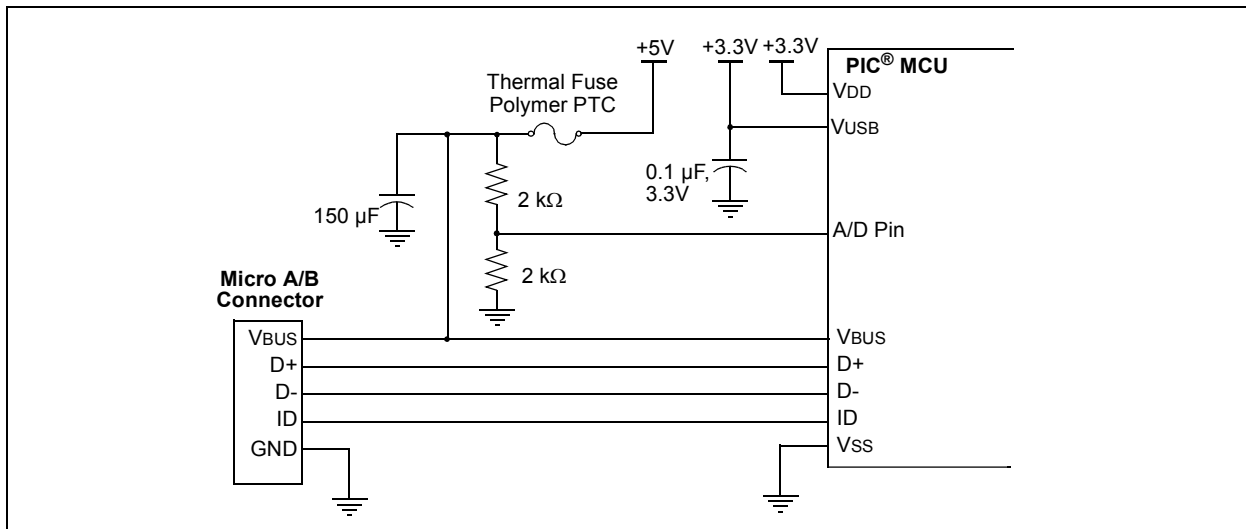 +5V
+3.3V
+3.3V
PIC® MCU
Thermal Fuse
Polymer PTC
VDD
VUSB
0.1 µF,
3.3V
2 kΩ
150 µF
A/D Pin
2 kΩ
Micro A/B
Connector
VBUS
D+
D-
ID
GND
VBUS
D+
D-
ID
VSS